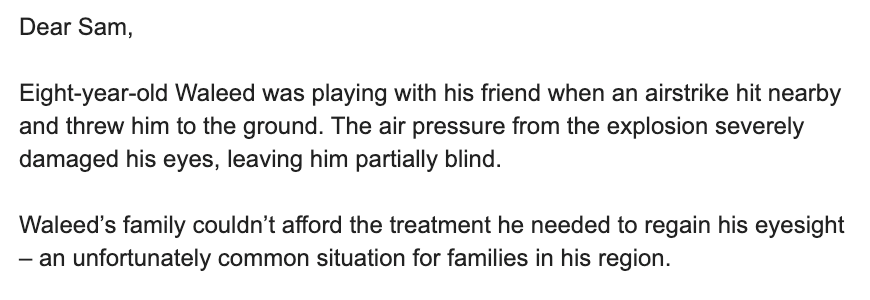 Dear Sam,
Eight-year-old Waleed was playing with his friend when an airstrike hit nearby
and threw him to the ground. The air pressure from the explosion severely
damaged his eyes, leaving him partially blind.
Waleed’s family couldn’t afford the treatment he needed to regain his eyesight
– an unfortunately common situation for families in his region.